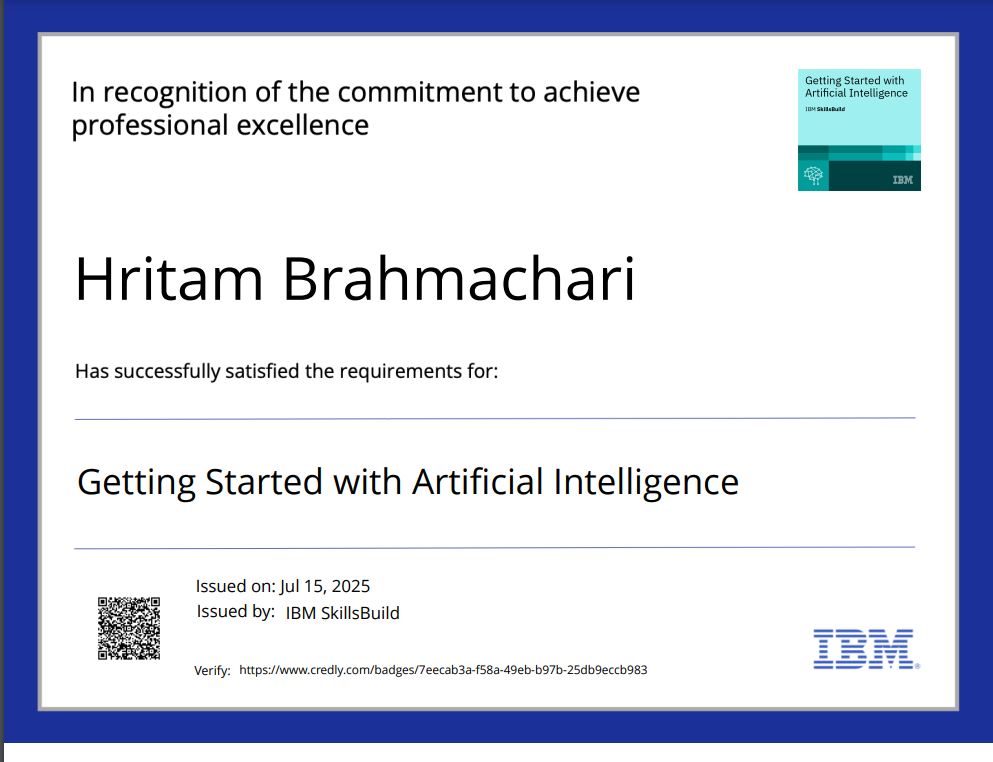 In recognition of the commitment to achieve
professional excellence
Getting Started with
Artificial Intelligence
IBM SkillsBuild
IBM
Hritam Brahmachari
Has successfully satisfied the requirements for:
Getting Started with Artificial Intelligence
Issued on: Jul 15, 2025
Issued by: IBM SkillsBuild
Verify: https://www.credly.com/badges/7eecab3a-f58a-49eb-b97b-25db9eccb983
IBM®